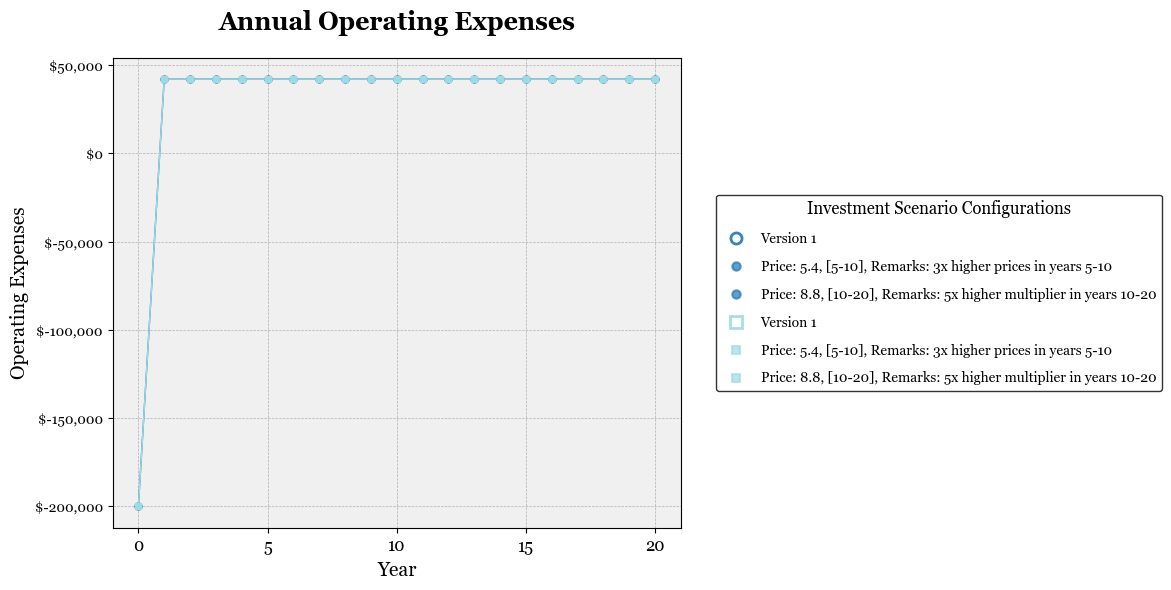 Annual Operating Expenses
$50,000
$0
$-50,000
$-100,000
$-150,000
$-200,000
Operating Expenses
0 5 10 15 20
Year
Investment Scenario Configurations
Version 1
Price: 5.4, [5-10], Remarks: 3x higher prices in years 5-10
Price: 8.8, [10-20], Remarks: 5x higher multiplier in years 10-20
Version 1
Price: 5.4, [5-10], Remarks: 3x higher prices in years 5-10
Price: 8.8, [10-20], Remarks: 5x higher multiplier in years 10-20